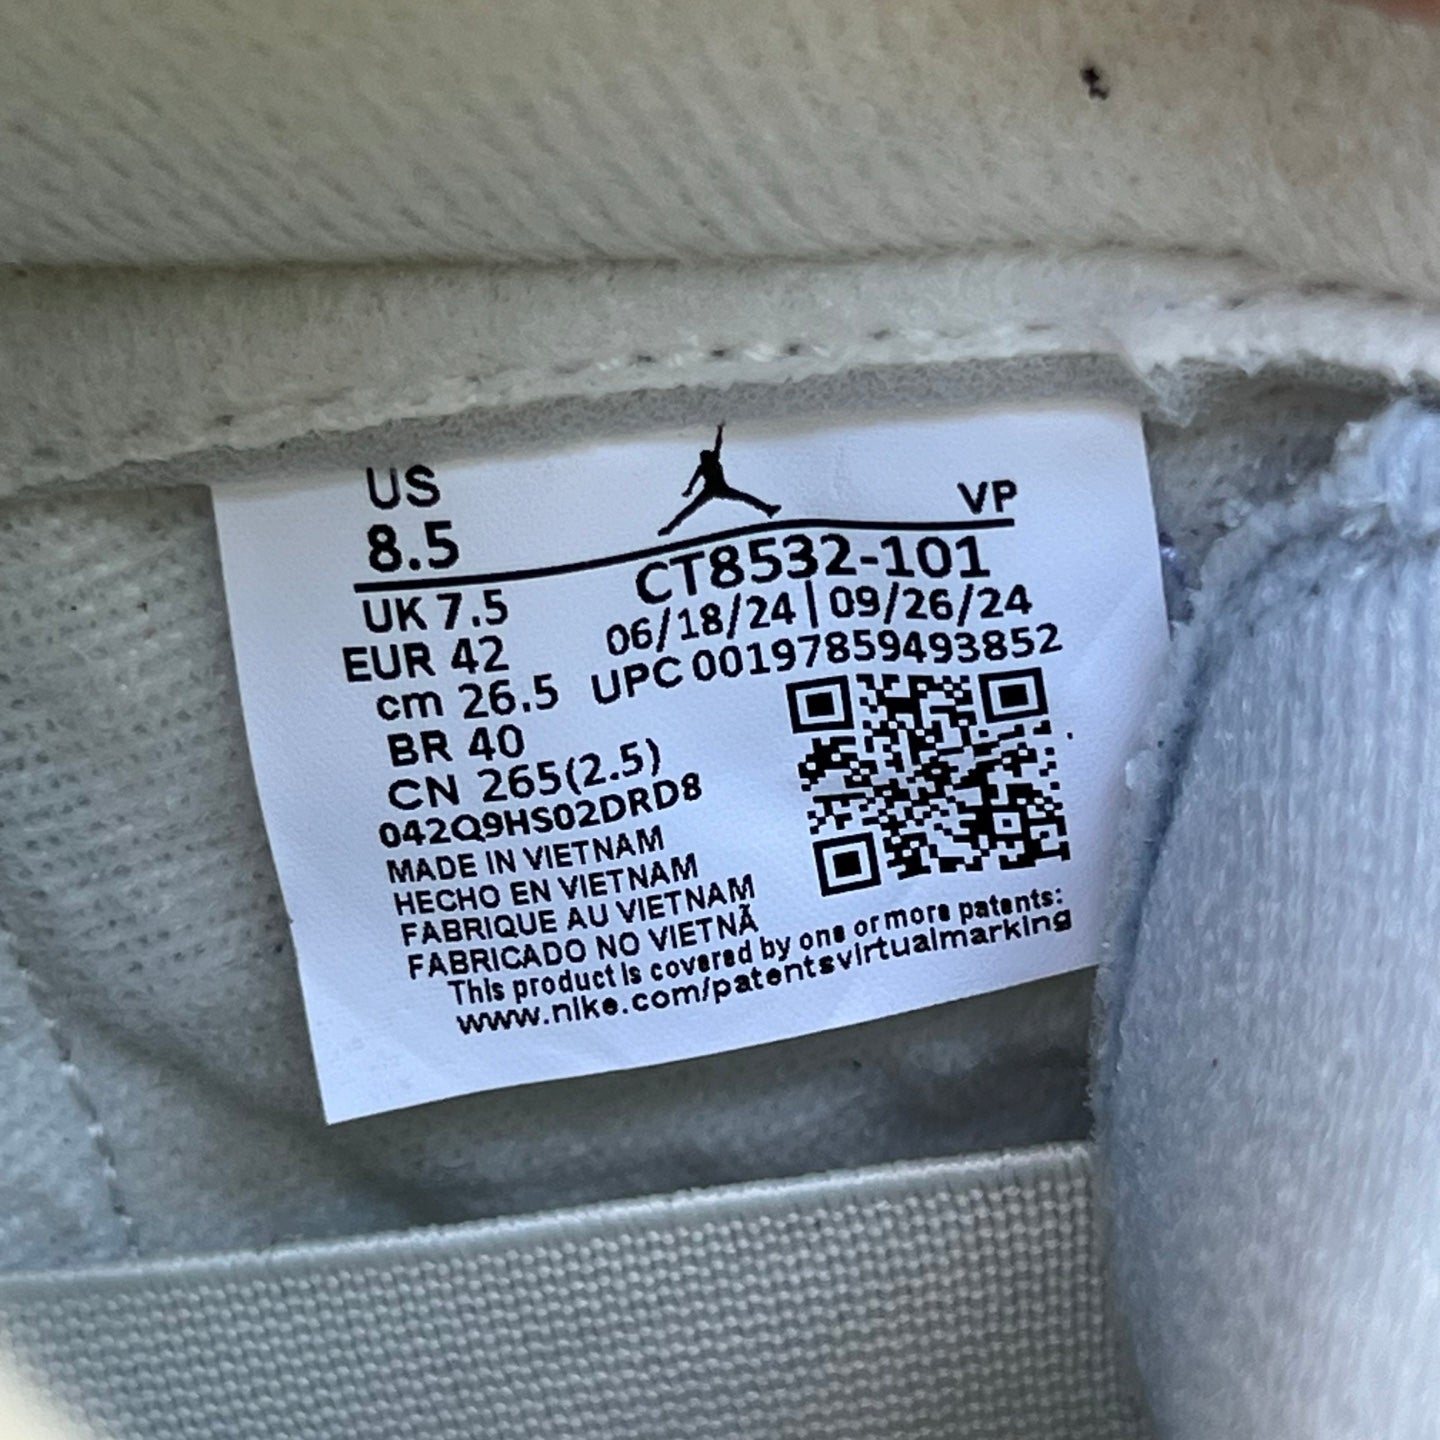 US
8.5
VP
CT8532-101
UK 7.5
06/18/24 | 09/26/24
EUR 42
UPC 00197859493852
cm 26.5
BR 40
CN 265(2.5)
042Q9HS02DRD8
MADE IN VIETNAM
HECHO EN VIETNAM
FABRIQUE AU VIETNAM
FABRICADO NO VIETNÃ
This product is covered by one or more patents:
www.nike.com/patentsvirtualmarking